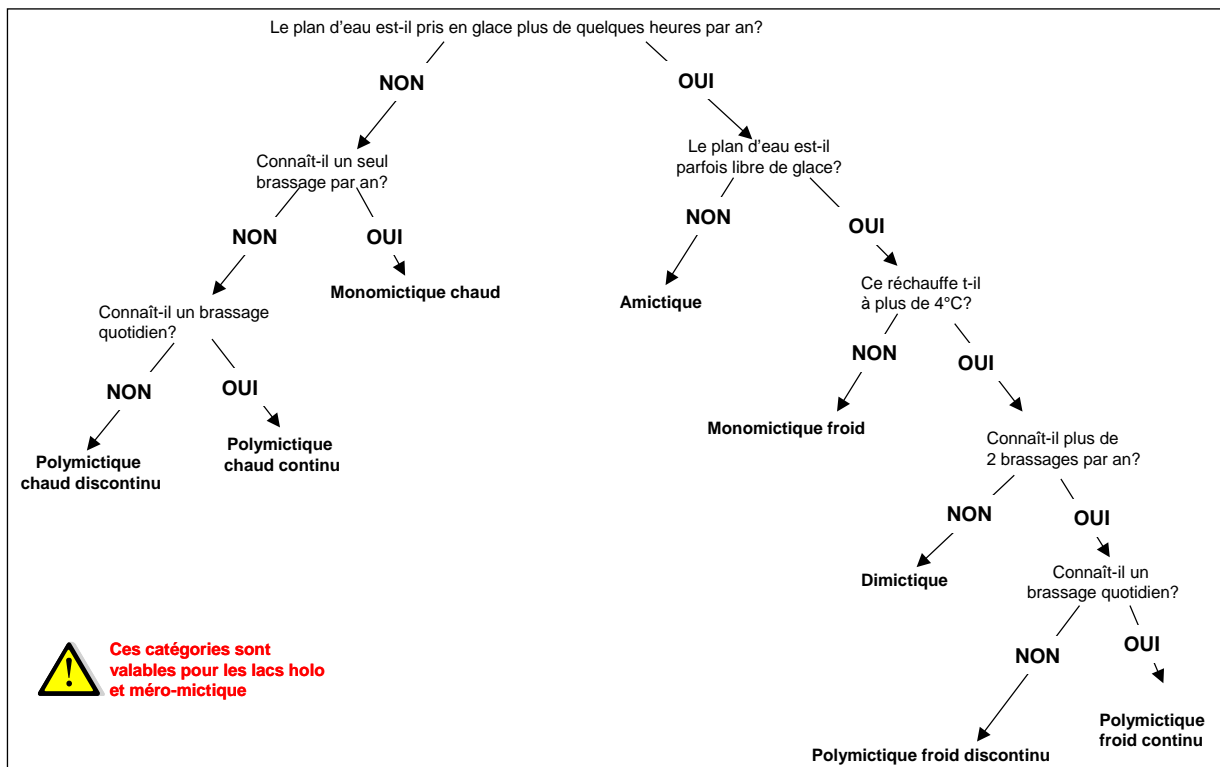 Le plan d'eau est-il pris en glace plus de quelques heures par an?
NON
OUI
Connaît-il un seul
brassage par an?
Le plan d'eau est-il
parfois libre de glace?
NON
OUI
NON
OUI
Monomictique chaud
Amictique
Ce réchauffe t-il
à plus de 4°C?
Connaît-il un brassage
quotidien?
NON
OUI
NON
OUI
Polymictique
chaud discontinu
Polymictique
chaud continu
Monomictique froid
Connaît-il plus de
2 brassages par an?
NON
OUI
Dimictique
Connaît-il un
brassage quotidien?
NON
OUI
Polymictique froid discontinu
Polymictique
froid continu
!
Ces catégories sont
valables pour les lacs holo
et méro-mictique